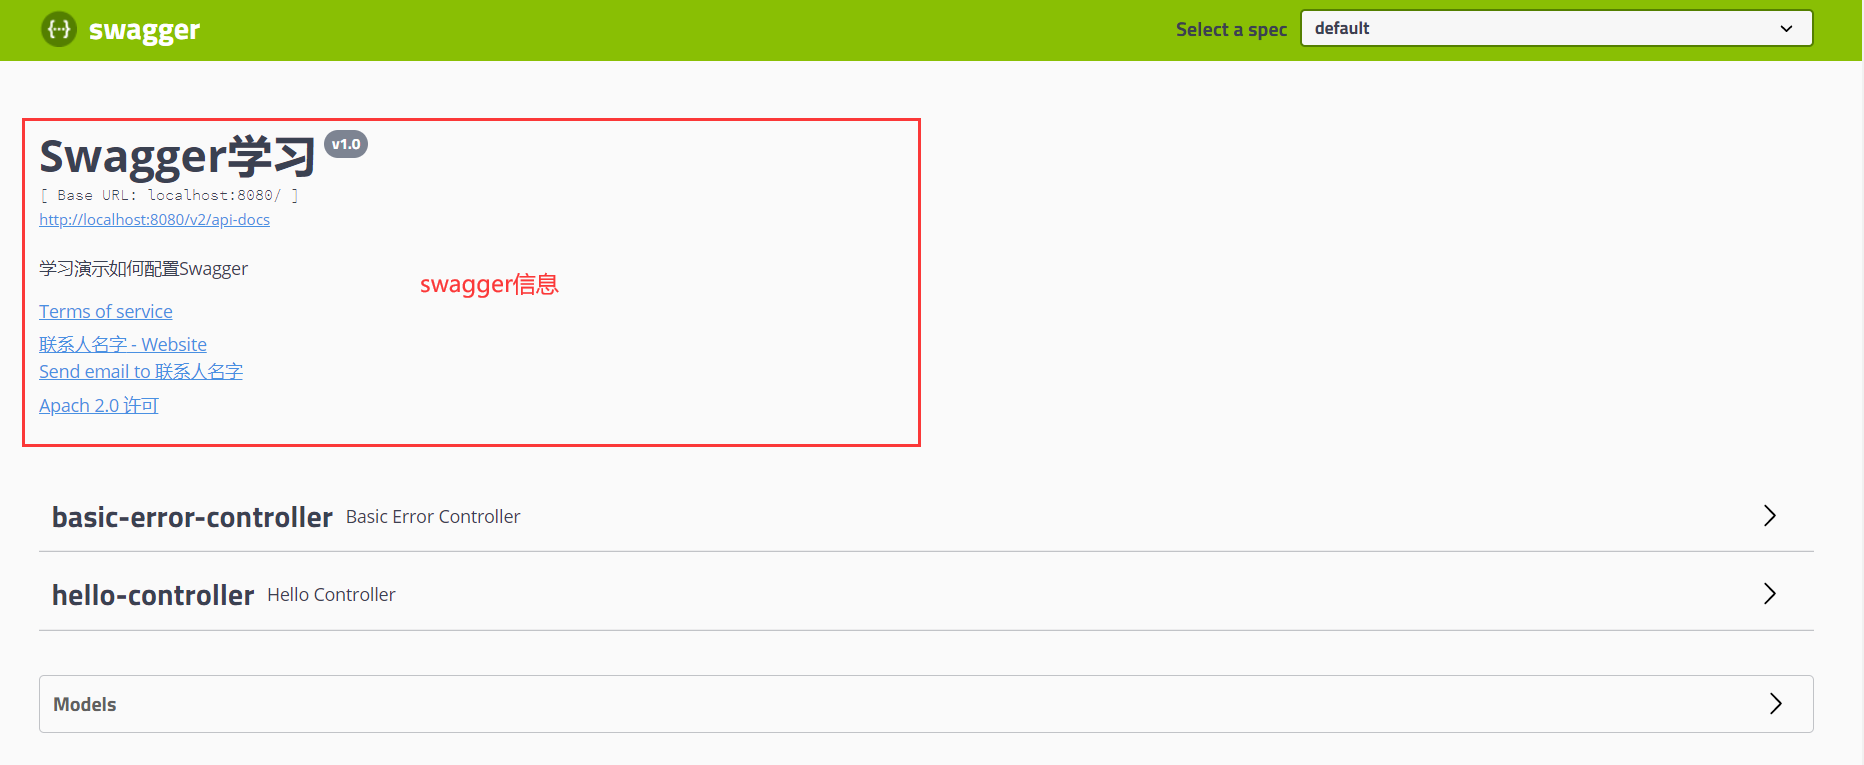 {··} swagger
Select a spec
default
Swagger学习 v1.0
[ Base URL: localhost:8080/ ]
http://localhost:8080/v2/api-docs
学习演示如何配置Swagger
swagger信息
Terms of service
联系人名字 - Website
Send email to 联系人名字
Apach 2.0 许可
basic-error-controller Basic Error Controller
hello-controller Hello Controller
Models